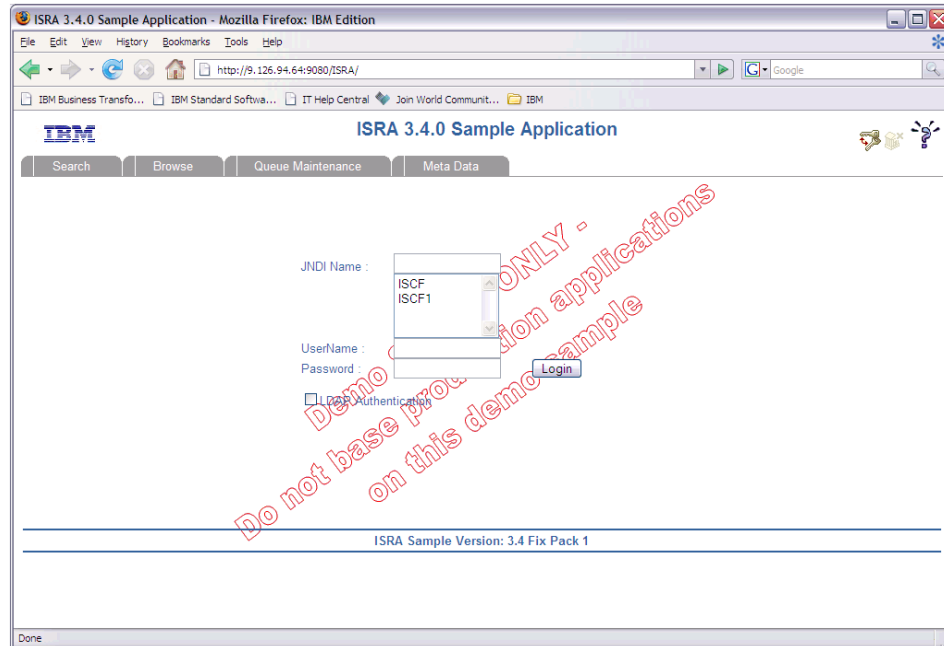 ISRA 3.4.0 Sample Application - Mozilla Firefox: IBM Edition
File Edit View History Bookmarks Tools Help
http://9.126.94.64:9080/ISRA/
G Google
IBM Business Transfo... IBM Standard Softwa... IT Help Central Join World Communit... IBM
IBM
ISRA 3.4.0 Sample Application
Search Browse Queue Maintenance Meta Data
JNDI Name :
ISCF
ISCF1
UserName :
Password :
Login
LDAP Authentication
Demo ONLY -
Do not base production applications
on this demo sample
ISRA Sample Version: 3.4 Fix Pack 1
Done